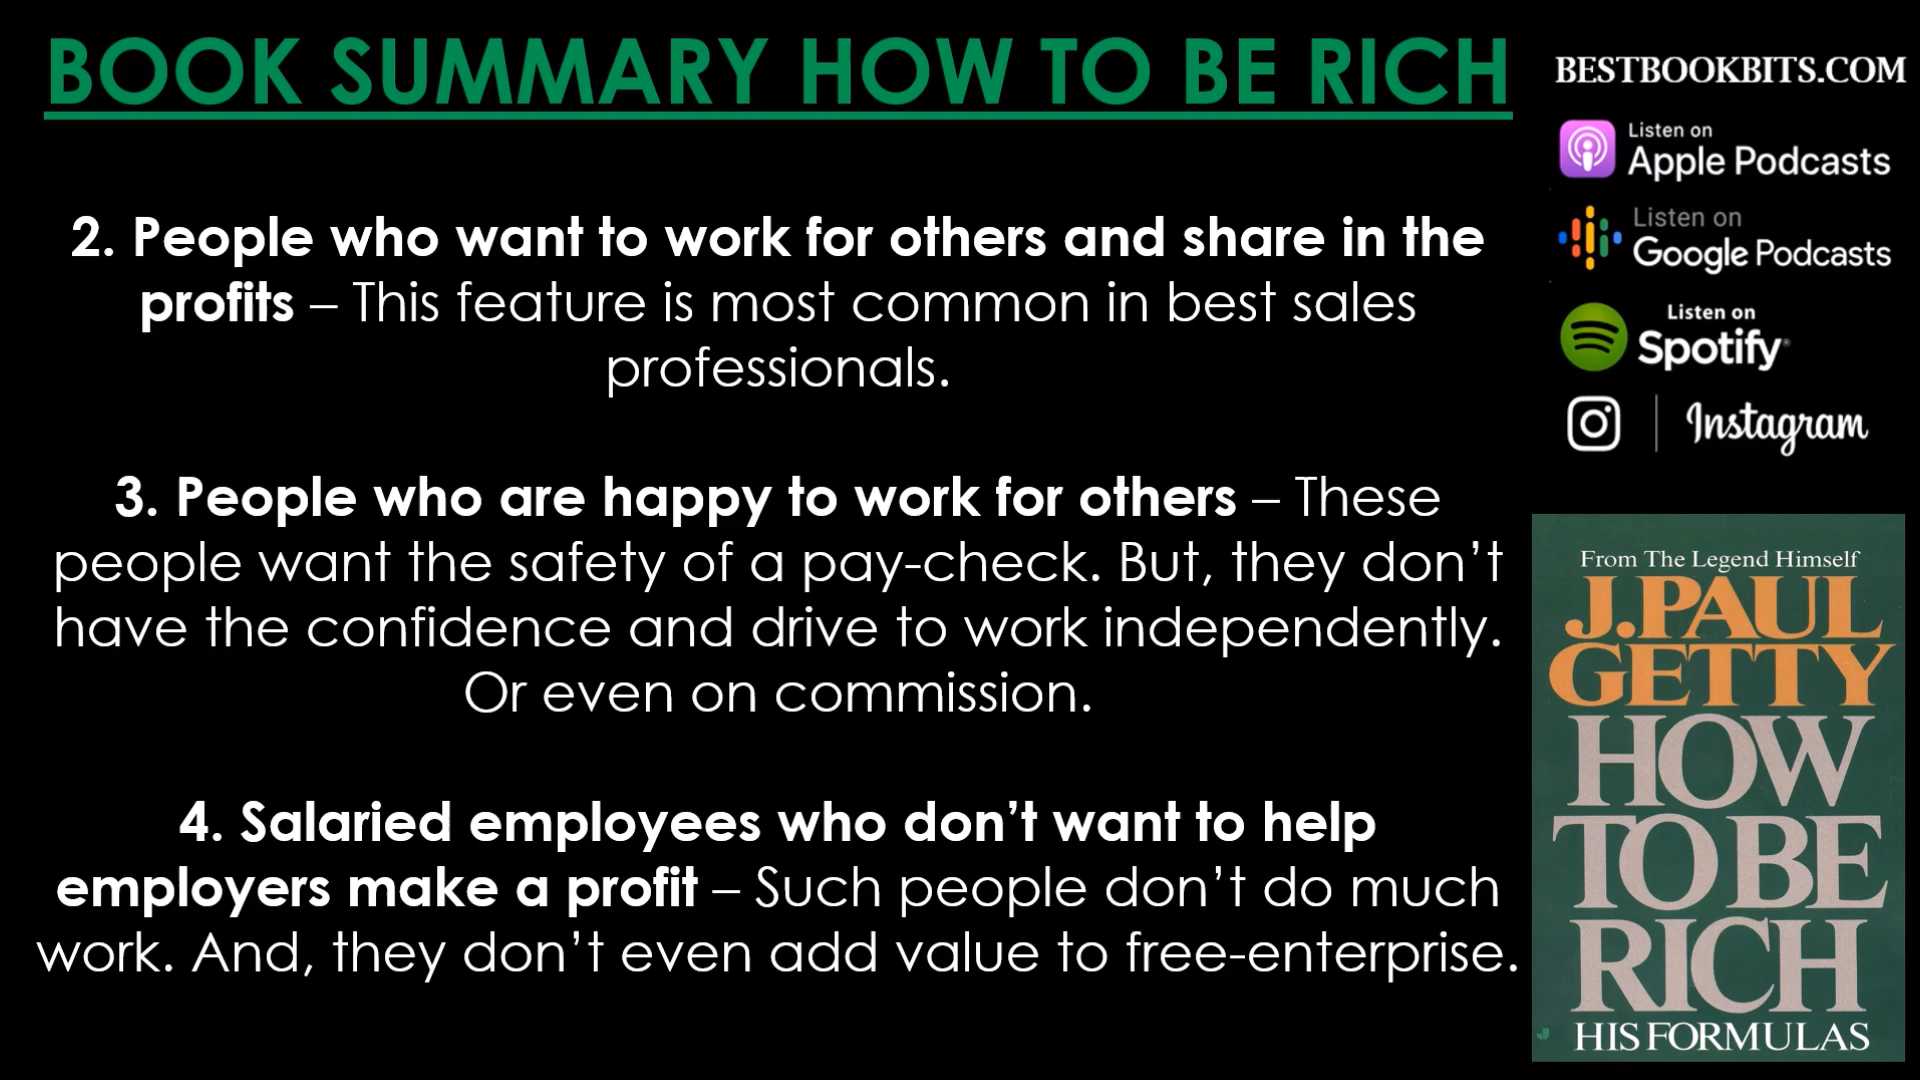 BOOK SUMMARY HOW TO BE RICH
2. People who want to work for others and share in the
profits – This feature is most common in best sales
professionals.
3. People who are happy to work for others – These
people want the safety of a pay-check. But, they don’t
have the confidence and drive to work independently.
Or even on commission.
4. Salaried employees who don’t want to help
employers make a profit – Such people don’t do much
work. And, they don’t even add value to free-enterprise.
BESTBOOKBITS.COM
Listen on
Apple Podcasts
Listen on
Google Podcasts
Listen on
Spotify
Instagram
From The Legend Himself
J. PAUL
GETTY
HOW
TO BE
RICH
HIS FORMULAS